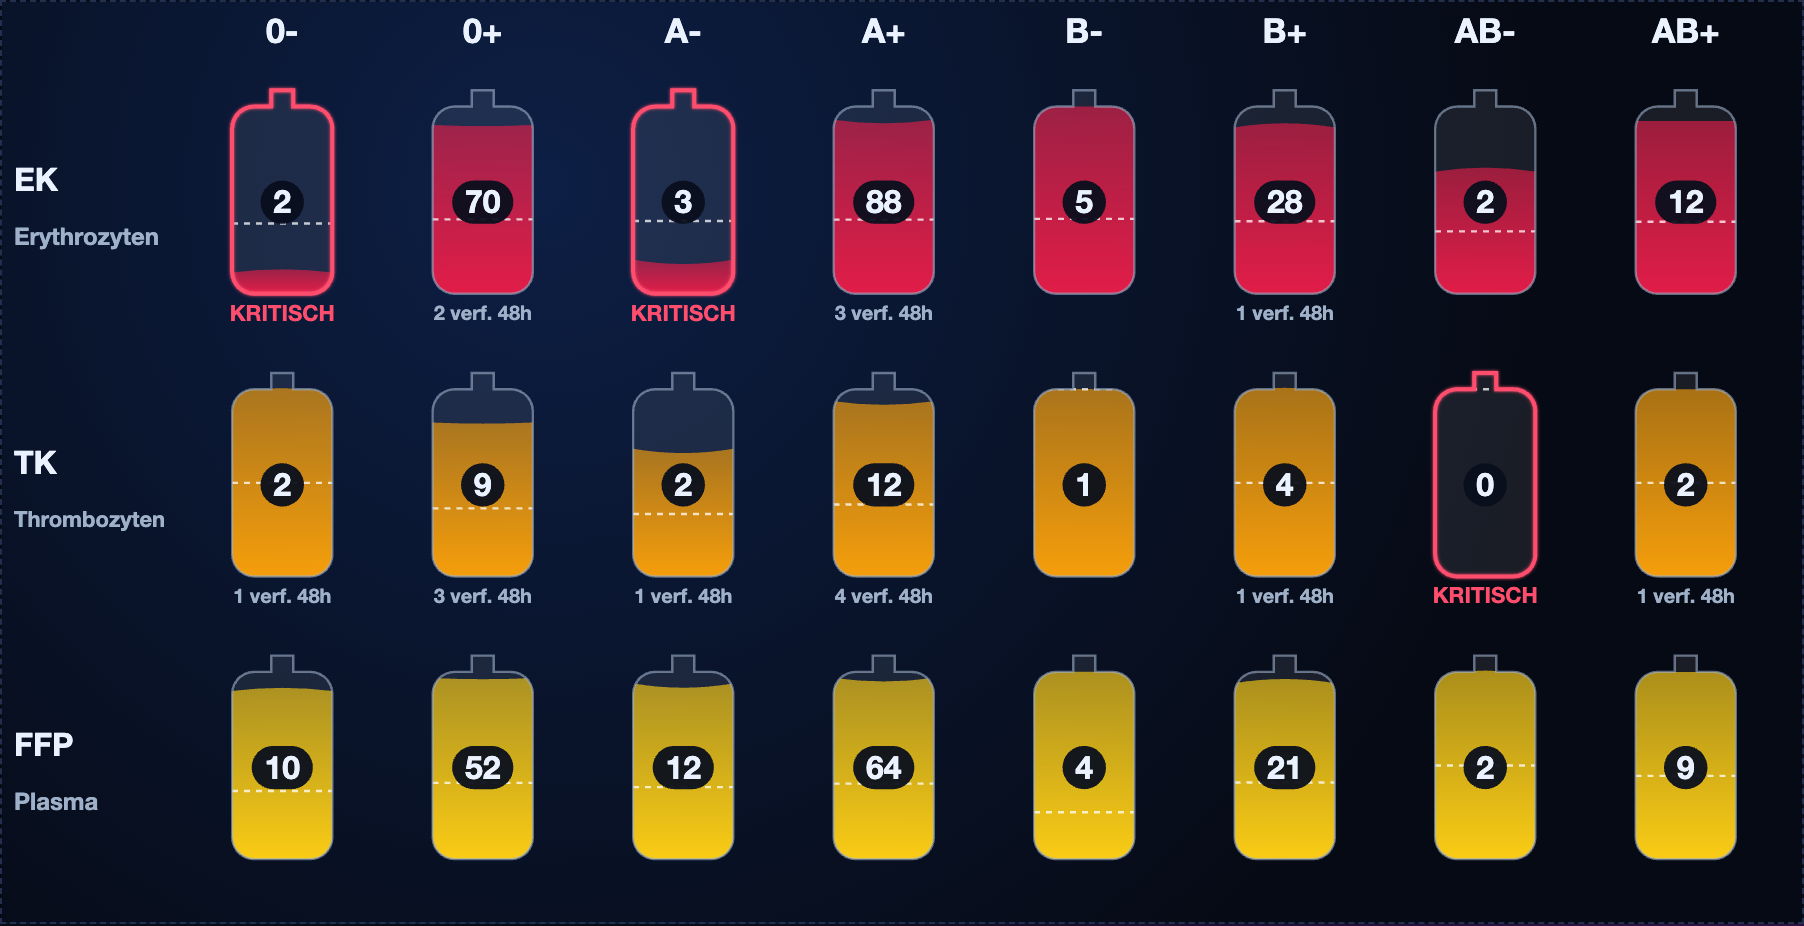 0- 0+ A- A+ B- B+ AB- AB+
EK
Erythrozyten
2 70 3 88 5 28 2 12
KRITISCH 2 verf. 48h KRITISCH 3 verf. 48h 1 verf. 48h
TK
Thrombozyten
2 9 2 12 1 4 0 2
1 verf. 48h 3 verf. 48h 1 verf. 48h 4 verf. 48h 1 verf. 48h KRITISCH 1 verf. 48h
FFP
Plasma
10 52 12 64 4 21 2 9